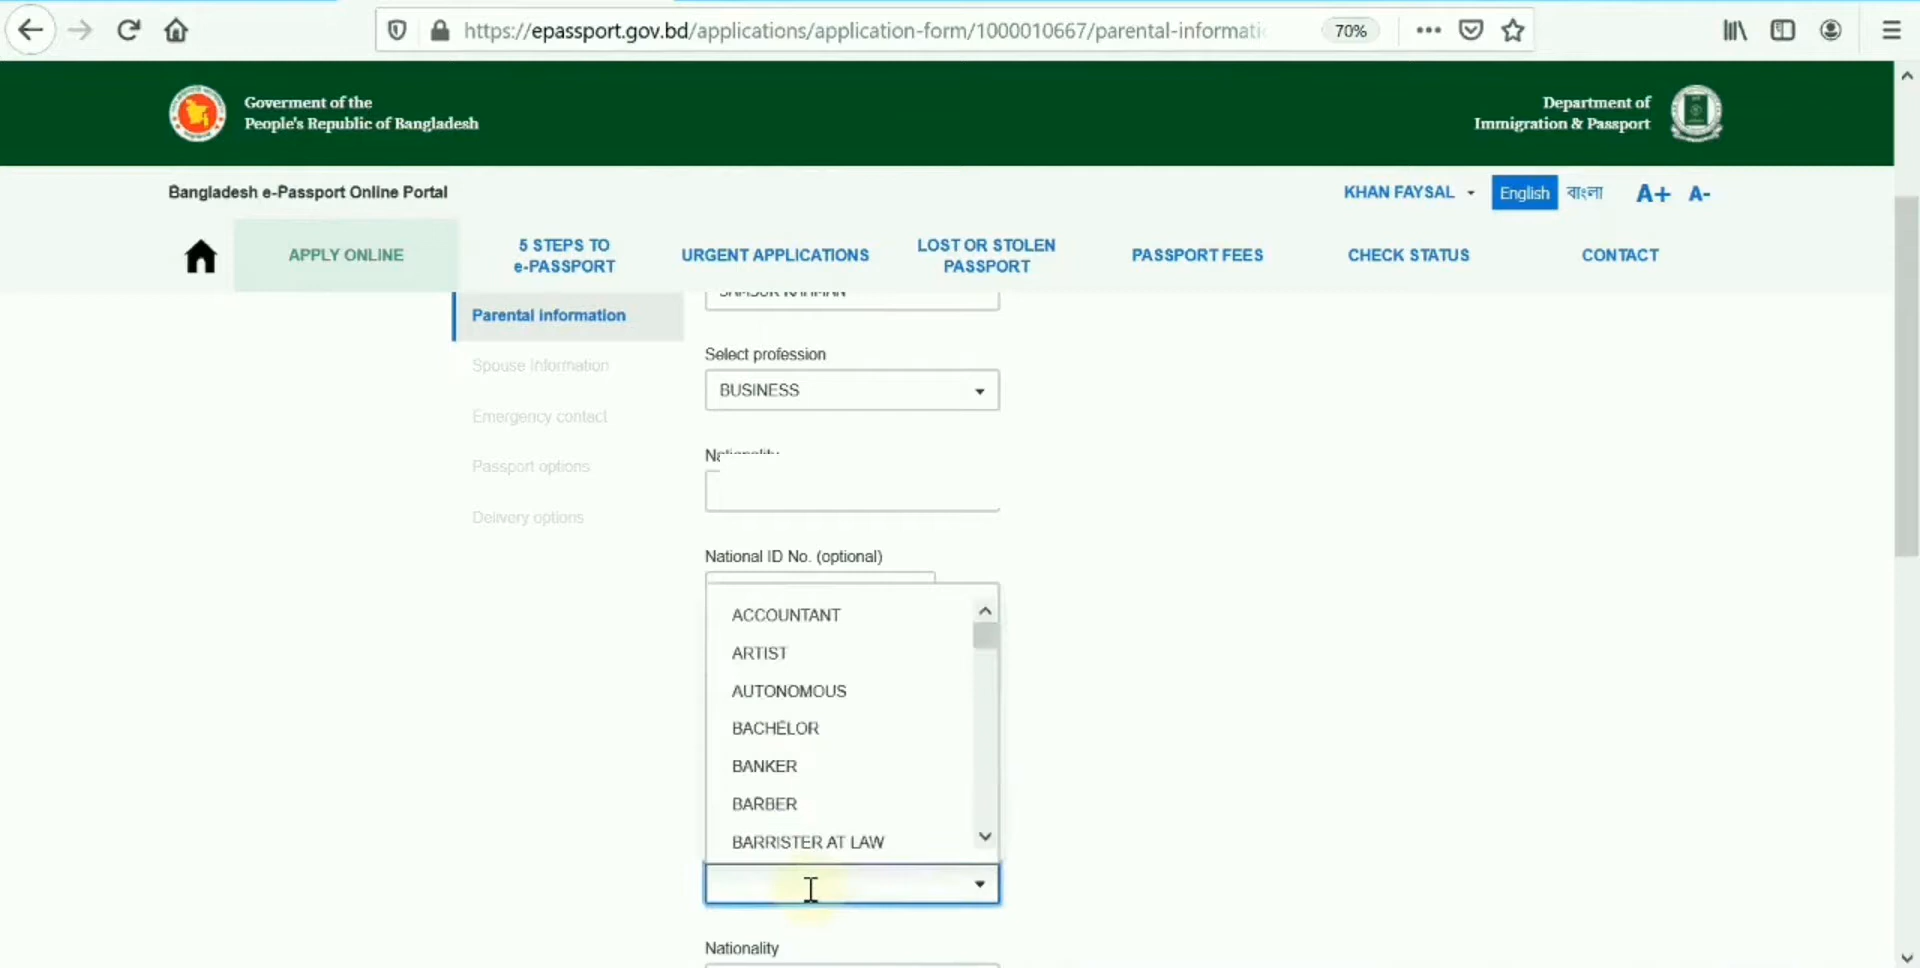 https://epassport.gov.bd/applications/application-form/1000010667/parental-informati
70%
Goverment of the
People's Republic of Bangladesh
Department of
Immigration & Passport
Bangladesh e-Passport Online Portal
KHAN FAYSAL
English
বাংলা
A+ A-
APPLY ONLINE
5 STEPS TO
e-PASSPORT
URGENT APPLICATIONS
LOST OR STOLEN
PASSPORT
PASSPORT FEES
CHECK STATUS
CONTACT
Parental information
Spouse Information
Emergency contact
Passport options
Delivery options
Select profession
BUSINESS
Nationality
National ID No. (optional)
ACCOUNTANT
ARTIST
AUTONOMOUS
BACHELOR
BANKER
BARBER
BARRISTER AT LAW
Nationality